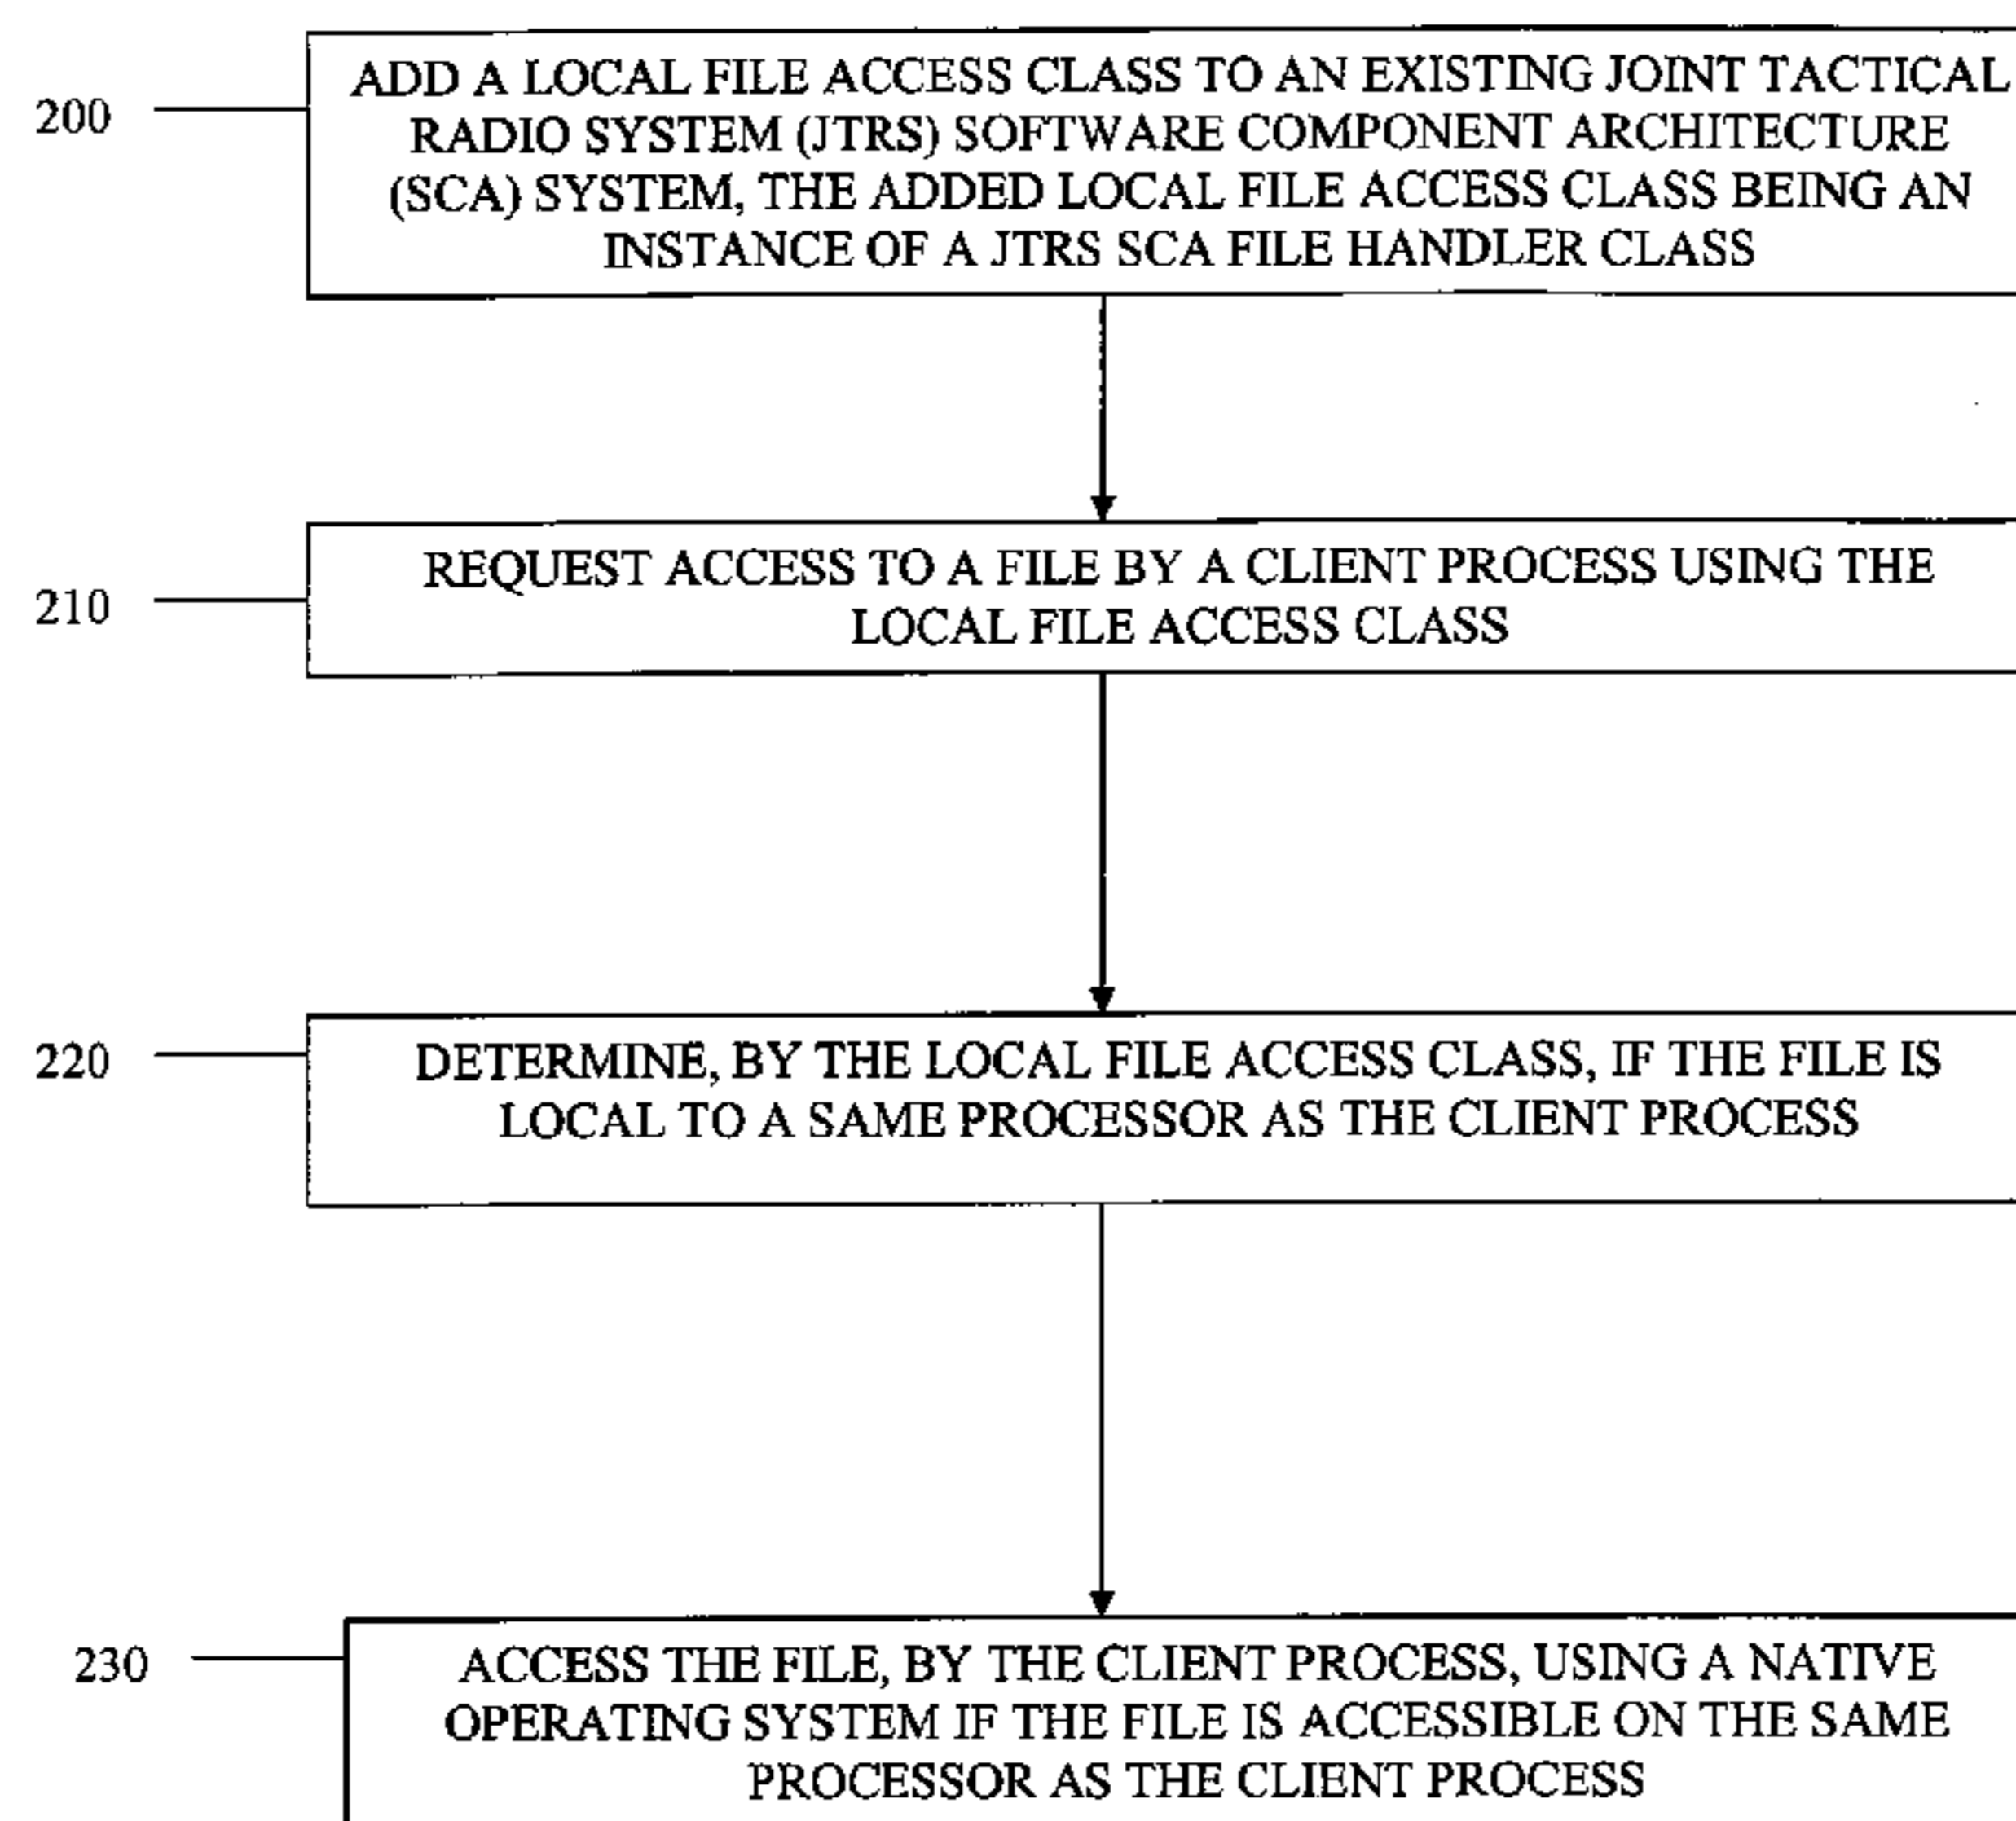 200
ADD A LOCAL FILE ACCESS CLASS TO AN EXISTING JOINT TACTICAL
RADIO SYSTEM (JTRS) SOFTWARE COMPONENT ARCHITECTURE
(SCA) SYSTEM, THE ADDED LOCAL FILE ACCESS CLASS BEING AN
INSTANCE OF A JTRS SCA FILE HANDLER CLASS
210
REQUEST ACCESS TO A FILE BY A CLIENT PROCESS USING THE
LOCAL FILE ACCESS CLASS
220
DETERMINE, BY THE LOCAL FILE ACCESS CLASS, IF THE FILE IS
LOCAL TO A SAME PROCESSOR AS THE CLIENT PROCESS
230
ACCESS THE FILE, BY THE CLIENT PROCESS, USING A NATIVE
OPERATING SYSTEM IF THE FILE IS ACCESSIBLE ON THE SAME
PROCESSOR AS THE CLIENT PROCESS